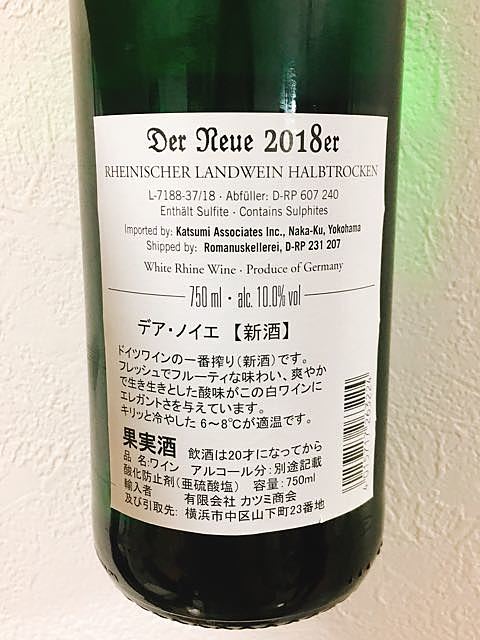 Der Neue 2018er
RHEINISCHER LANDWEIN HALBTROCKEN
L-7188-37/18 · Abfüller: D-RP 607 240
Enthält Sulfite · Contains Sulphites
Imported by: Katsumi Associates Inc., Naka-Ku, Yokohama
Shipped by: Romanuskellerei, D-RP 231 207
White Rhine Wine · Produce of Germany
750 ml · alc. 10.0% vol
デア・ノイエ【新酒】
ドイツワインの一番搾り(新酒)です。
フレッシュでフルーティな味わい、爽やか
で生き生きとした酸味がこの白ワインに
エレガントさを与えています。
キリッと冷やした 6〜8℃が適温です。
果実酒 飲酒は20才になってから
品 名:ワイン アルコール分:別途記載
酸化防止剤(亜硫酸塩) 容量:750ml
輸入者 有限会社 カツミ商会
及び引取先: 横浜市中区山下町23番地